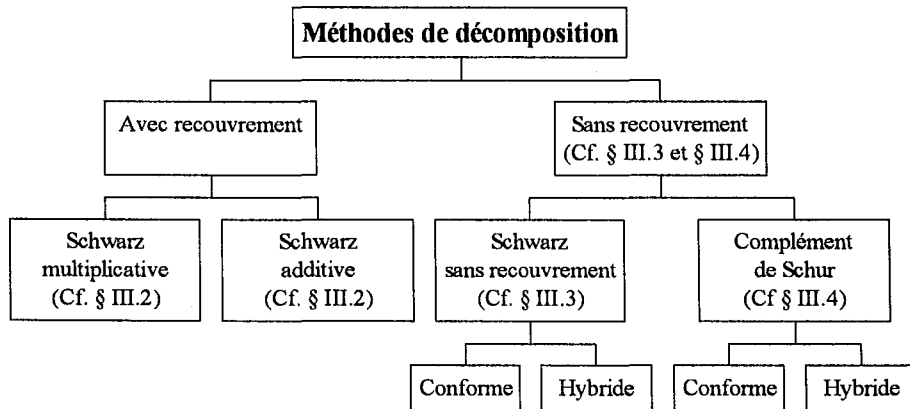 Méthodes de décomposition
Avec recouvrement
Sans recouvrement
(Cf. § III.3 et § III.4)
Schwarz
multiplicative
(Cf. § III.2)
Schwarz
additive
(Cf. § III.2)
Schwarz
sans recouvrement
(Cf. § III.3)
Complément
de Schur
(Cf § III.4)
Conforme
Hybride
Conforme
Hybride